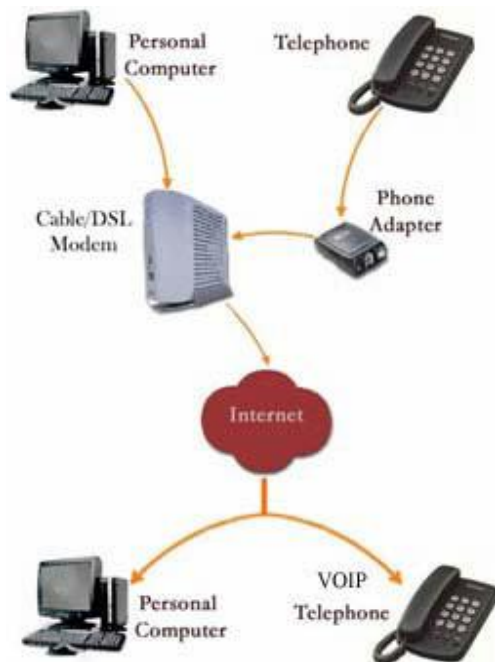 Personal
Computer
Telephone
Cable/DSL
Modem
Phone
Adapter
Internet
Personal
Computer
VOIP
Telephone